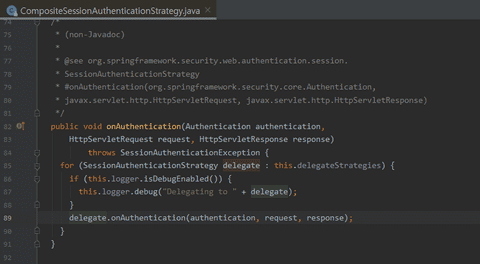 CompositeSessionAuthenticationStrategy.java ×
74 /*
75 * (non-Javadoc)
76 *
77 * @see org.springframework.security.web.authentication.session.
78 * SessionAuthenticationStrategy
79 * #onAuthentication(org.springframework.security.core.Authentication,
80 * javax.servlet.http.HttpServletRequest, javax.servlet.http.HttpServletResponse)
81 */
82 public void onAuthentication(Authentication authentication,
83 HttpServletRequest request, HttpServletResponse response)
84 throws SessionAuthenticationException {
85 for (SessionAuthenticationStrategy delegate : this.delegateStrategies) {
86 if (this.logger.isDebugEnabled()) {
87 this.logger.debug("Delegating to " + delegate);
88 }
89 delegate.onAuthentication(authentication, request, response);
90 }
91 }
92